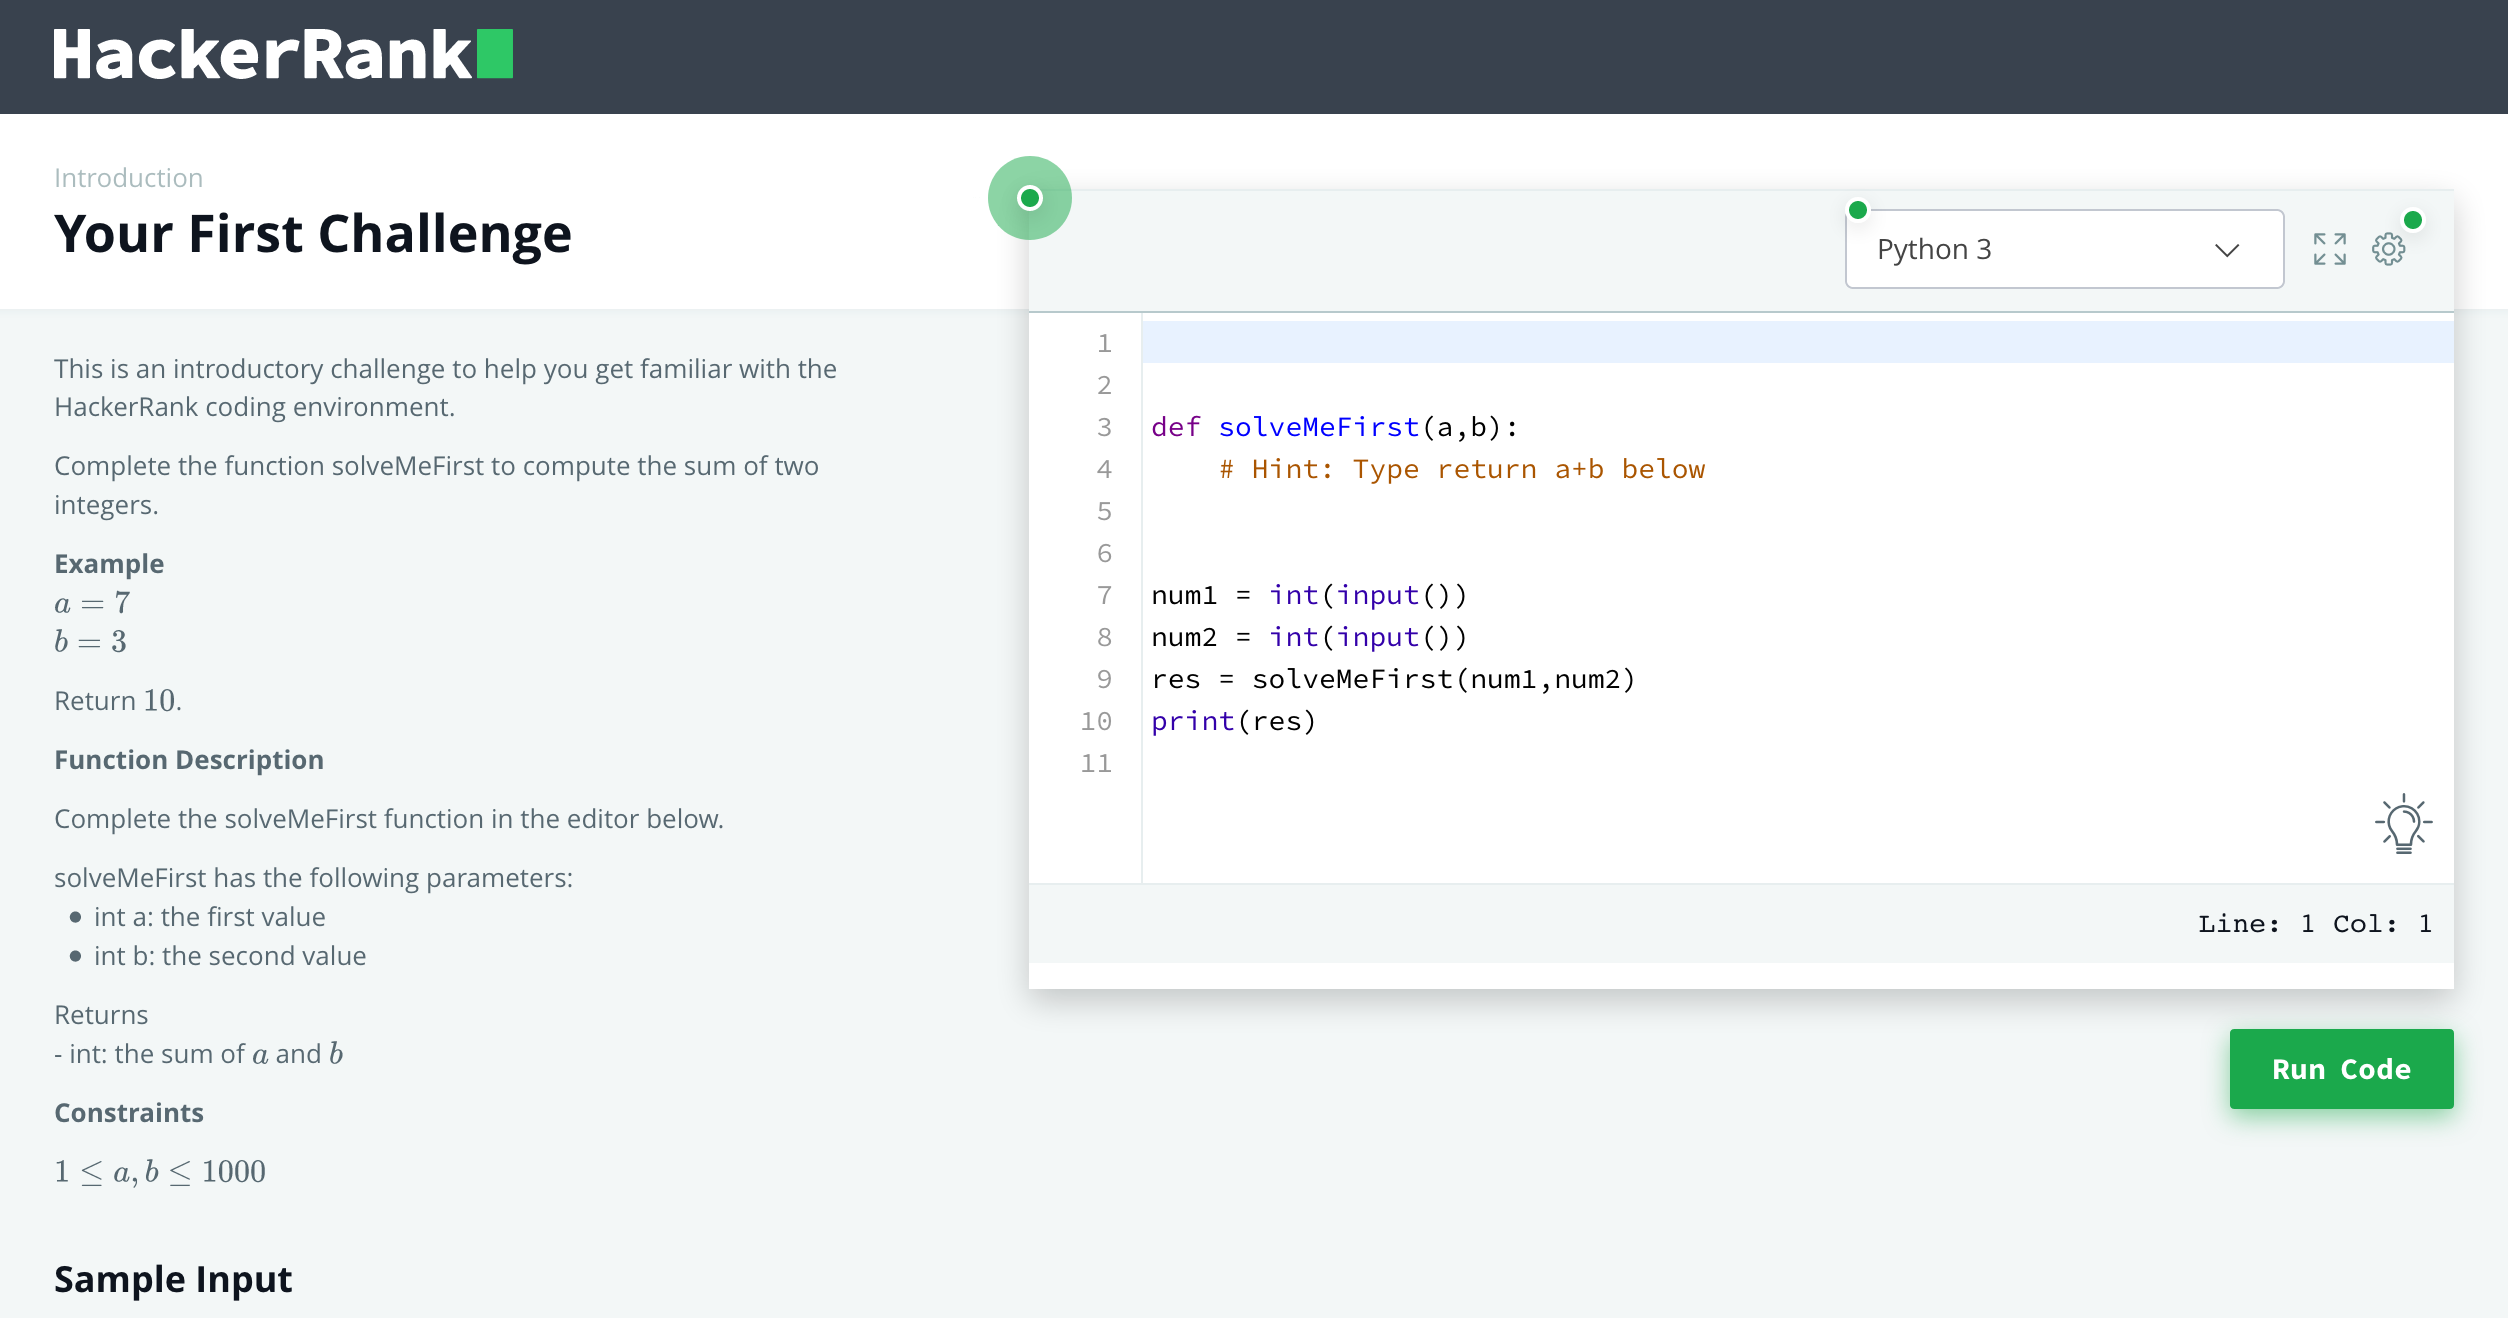 HackerRank
Introduction
Your First Challenge
This is an introductory challenge to help you get familiar with the
HackerRank coding environment.
Complete the function solveMeFirst to compute the sum of two
integers.
Example
a = 7
b = 3
Return 10.
Function Description
Complete the solveMeFirst function in the editor below.
solveMeFirst has the following parameters:
• int a: the first value
• int b: the second value
Returns
- int: the sum of a and b
Constraints
1 ≤ a, b ≤ 1000
Sample Input
Python 3
1
2
3 def solveMeFirst(a,b):
4     # Hint: Type return a+b below
5
6
7 num1 = int(input())
8 num2 = int(input())
9 res = solveMeFirst(num1,num2)
10 print(res)
11
Line: 1 Col: 1
Run Code